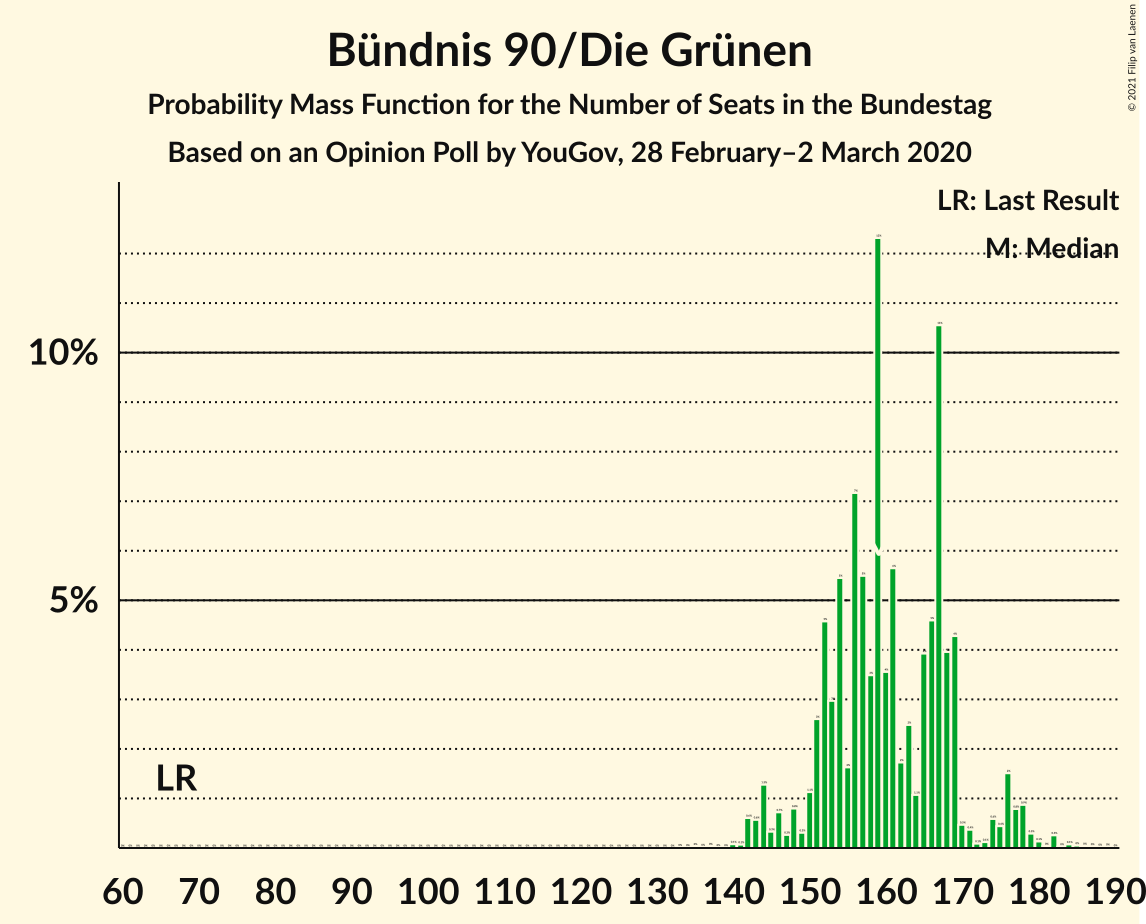 Bündnis 90/Die Grünen
Probability Mass Function for the Number of Seats in the Bundestag
Based on an Opinion Poll by YouGov, 28 February–2 March 2020
© 2021 Filip van Laenen
LR: Last Result
M: Median
10%
5%
LR
60 70 80 90 100 110 120 130 140 150 160 170 180 190